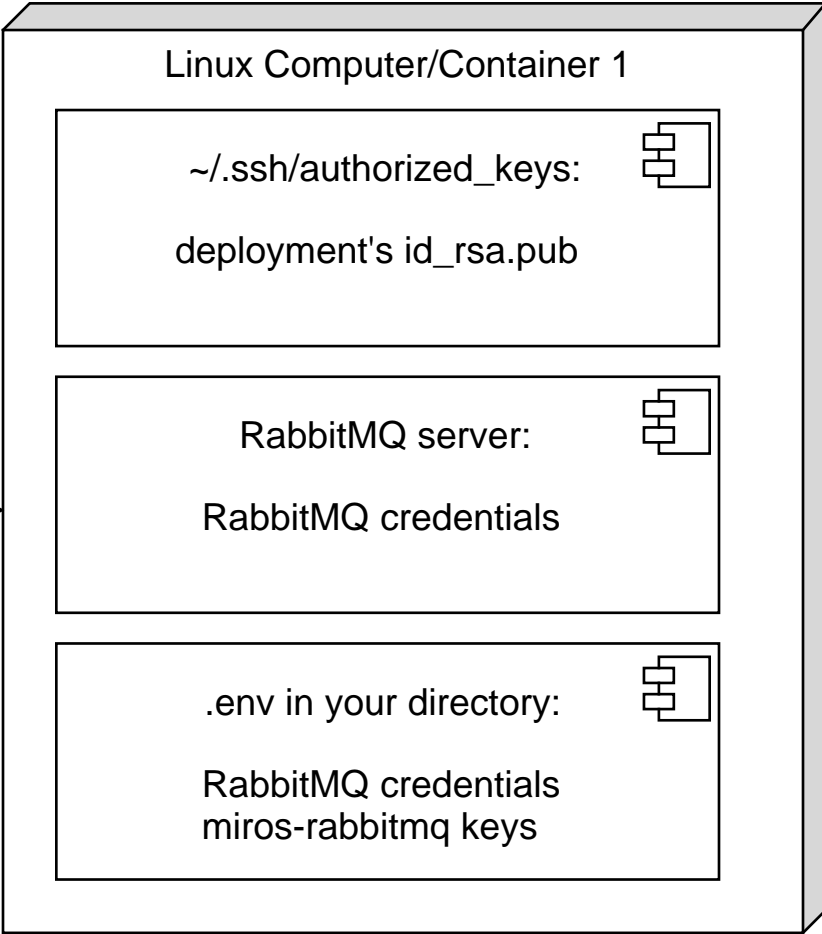 Linux Computer/Container 1
~/.ssh/authorized_keys:
deployment's id_rsa.pub
RabbitMQ server:
RabbitMQ credentials
.env in your directory:
RabbitMQ credentials
miros-rabbitmq keys